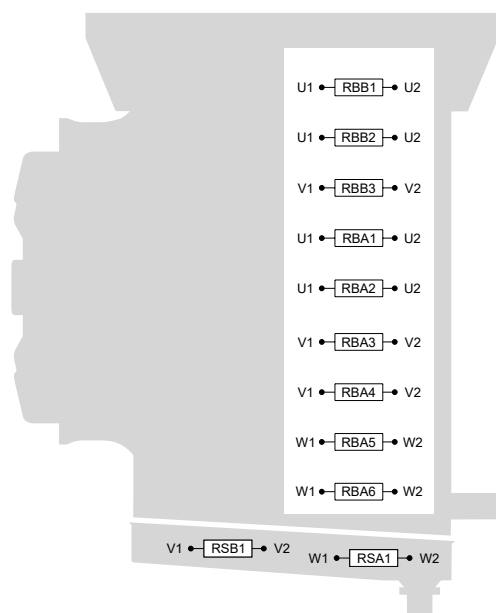 U1 RBB1 U2
U1 RBB2 U2
V1 RBB3 V2
U1 RBA1 U2
U1 RBA2 U2
V1 RBA3 V2
V1 RBA4 V2
W1 RBA5 W2
W1 RBA6 W2
V1 RSB1 V2
W1 RSA1 W2